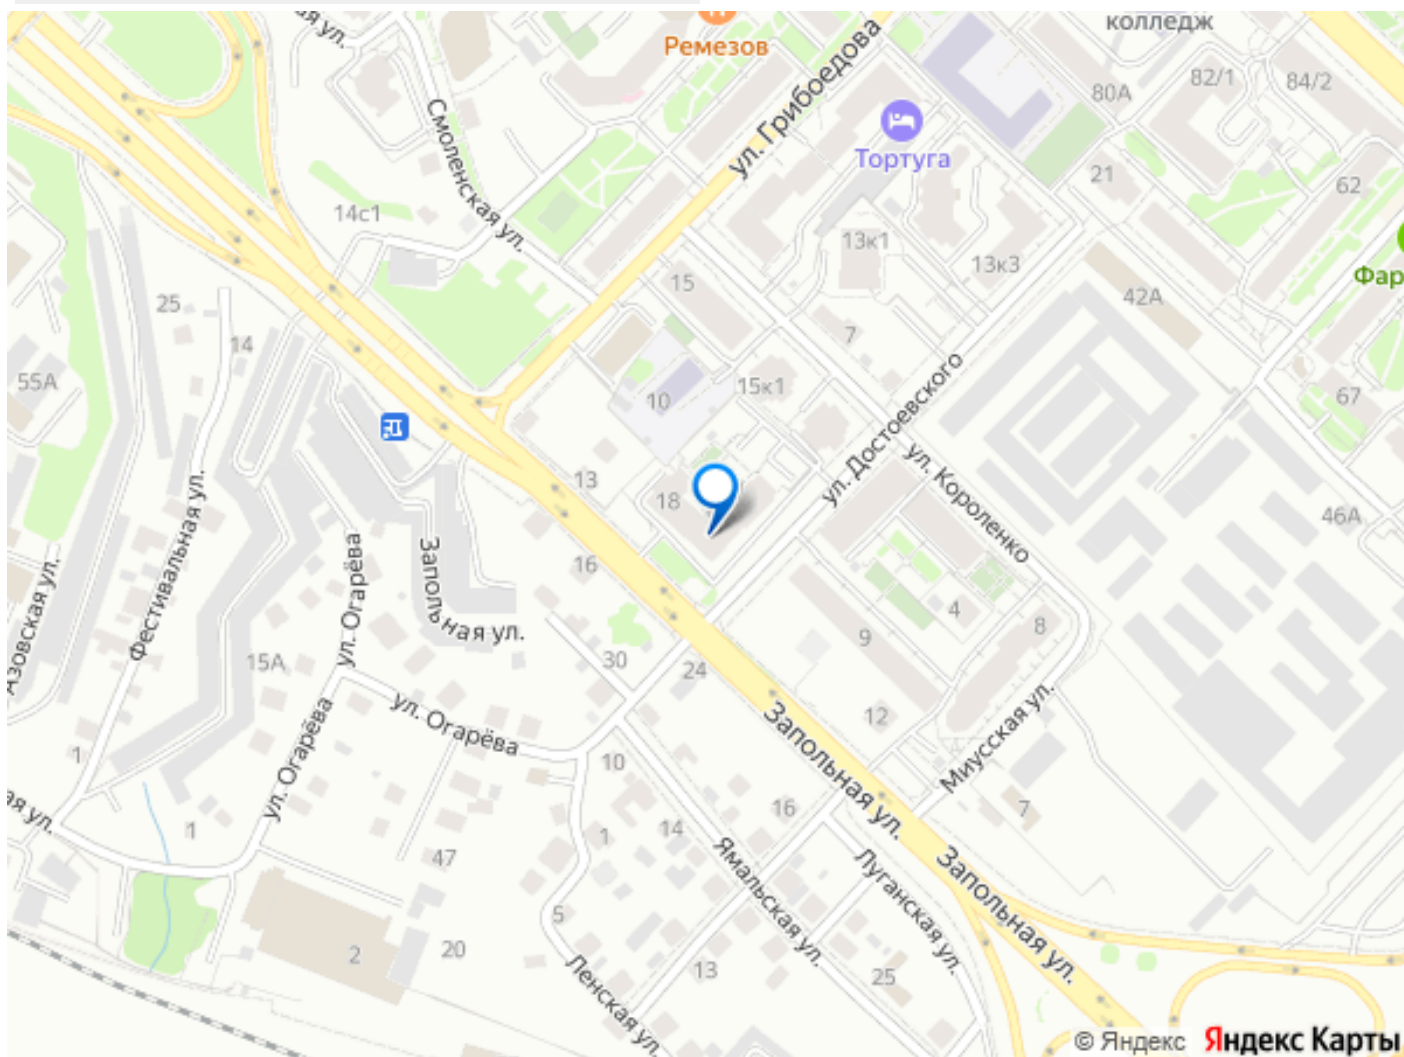 ая ул.
Ремезов
колледж
82/1
84/2
80А
ул. Грибоедова
Тортуга
Смоленская ул.
21
62
14с1
13к1
13к3
Фар
42А
15
25
14
7
55А
15к1
10
67
ул. Достоевского
ул. Короленко
13
18
46А
Фестивальная ул.
ул. Огарёва
Запольная ул.
16
Азовская ул.
4
9
8
30
24
15А
ул. Огарёва
ул. Огарёва
12
Запольная ул.
Миусская ул.
1
10
16
7
ая ул.
1
1
14
47
Ямальская ул.
Луганская ул.
Запольная ул.
5
2
20
Ленская ул.
13
25
© Яндекс Яндекс Карты